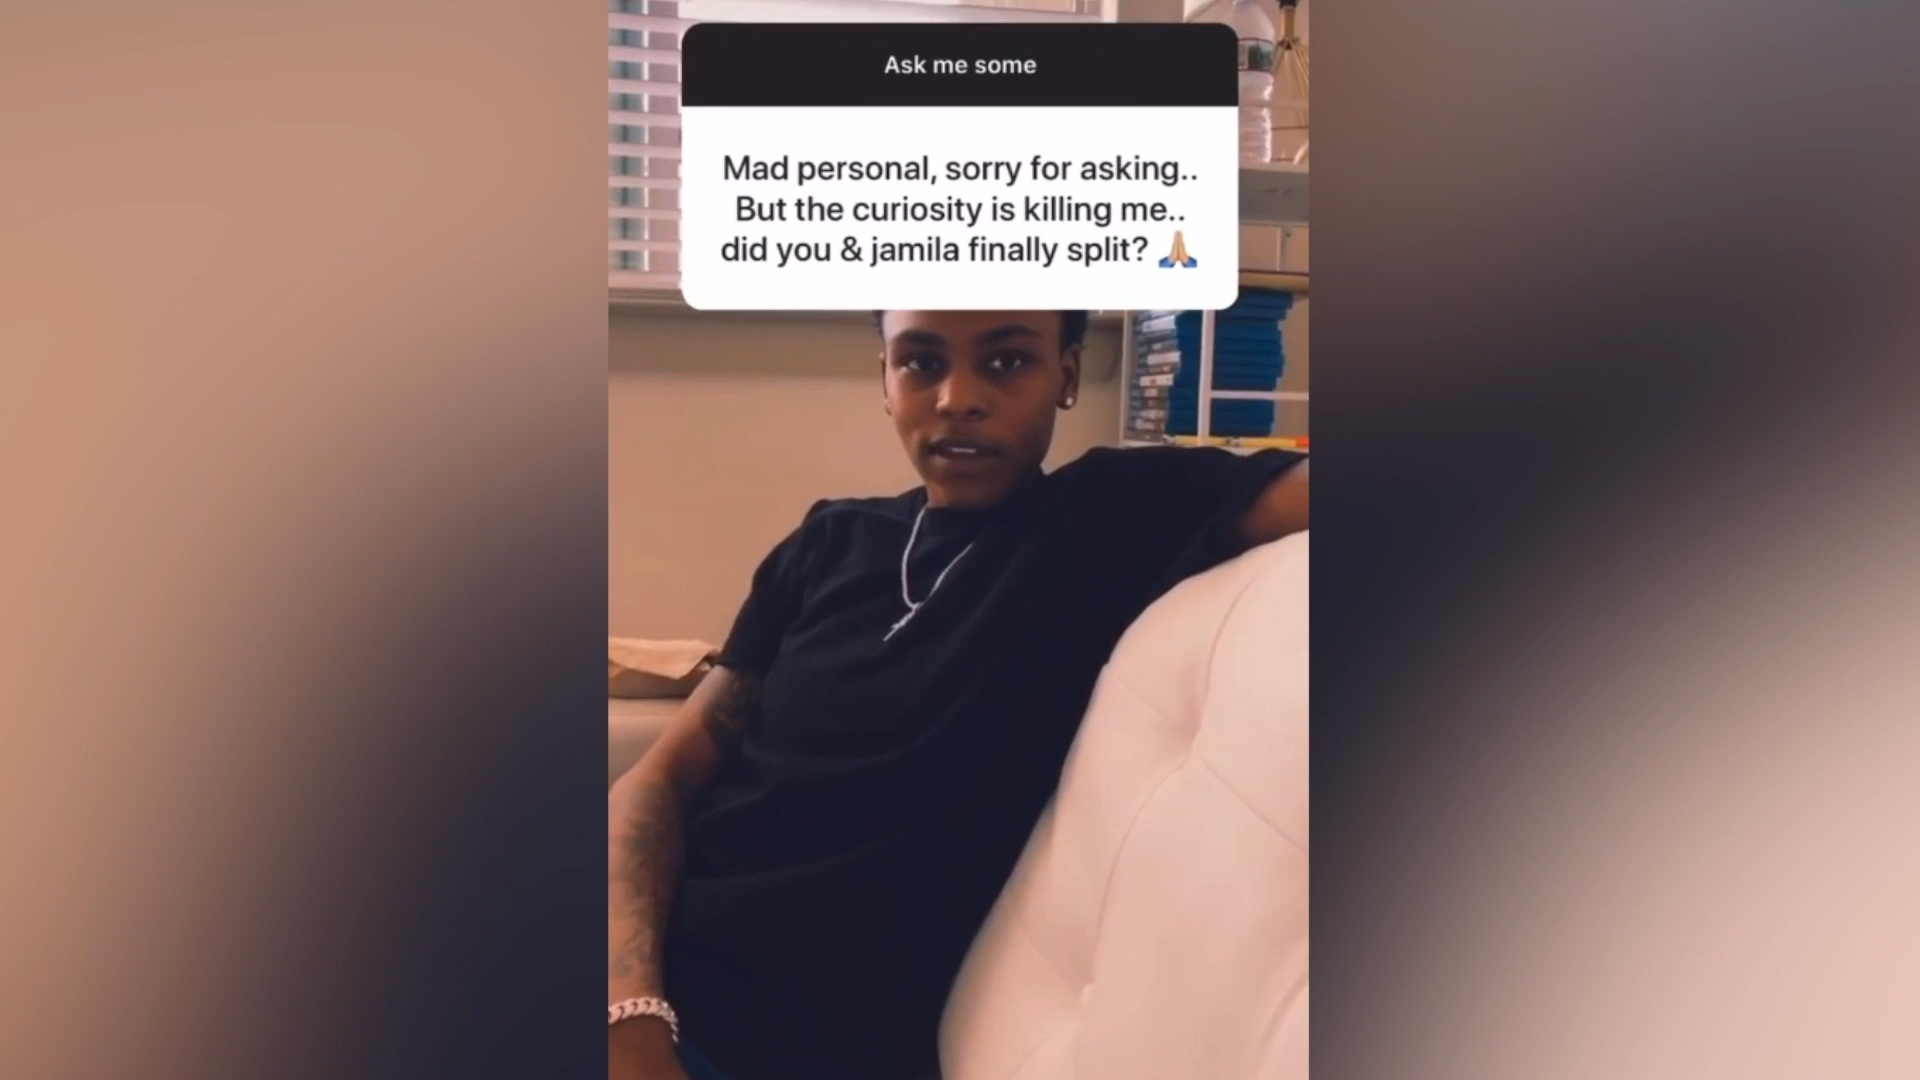 Ask me some
Mad personal, sorry for asking..
But the curiosity is killing me..
did you & jamila finally split? 🙏🏼